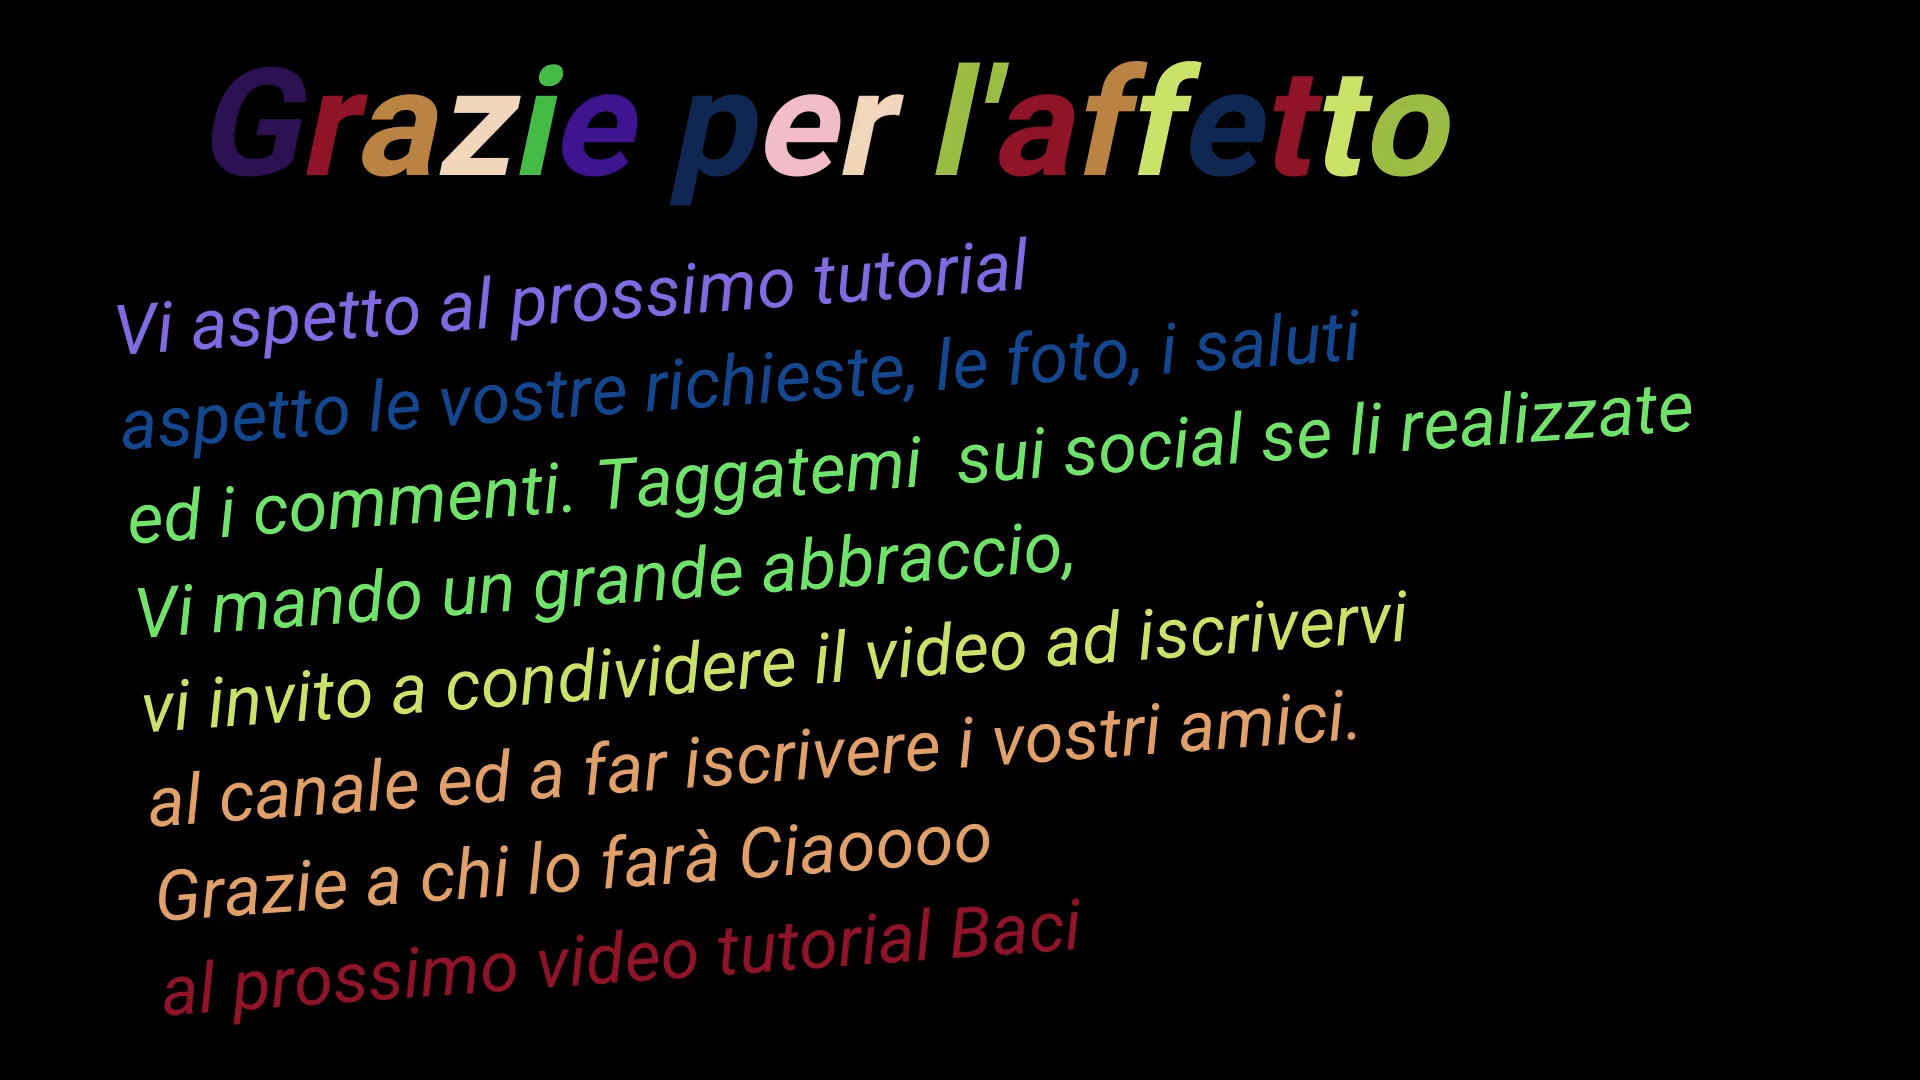 Grazie per l'affetto
Vi aspetto al prossimo tutorial
aspetto le vostre richieste, le foto, i saluti
ed i commenti. Taggatemi  sui social se li realizzate
Vi mando un grande abbraccio,
vi invito a condividere il video ad iscrivervi
al canale ed a far iscrivere i vostri amici.
Grazie a chi lo farà Ciaoooo
al prossimo video tutorial Baci